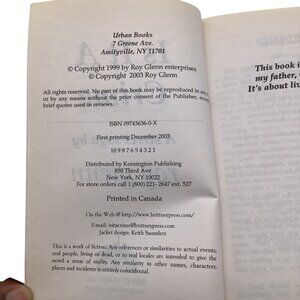 Urban Books
7 Greene Ave.
Amityville, NY 11701
© Copyright 1999 by Roy Glenn enterprises
© Copyright 2003 Roy Glenn
All rights reserved. No part of this book may be reproduced in any
or by any means without the prior consent of the Publisher, except
brief quotes used in reviews.
ISBN 09743636-0-X
First printing December 2003
10 9 8 7 6 5 4 3 2 1
Distributed by Kensington Publishing
850 Third Ave
New York, NY 10022
For store orders call 1 (800) 221- 2647 ext. 527
Printed in Canada
On the Web @ http://www.brittneypress.com
E-mail: @brittneypress.com
Jacket design: Keith Saunders
This is a work of fiction. Any references or similarities to actual events,
real people, living or dead, or to real locales are intended to give the
novel a sense of reality. Any similarity in other names, characters,
places and incidents is entirely coincidental.
This book i
my father,
It's about li